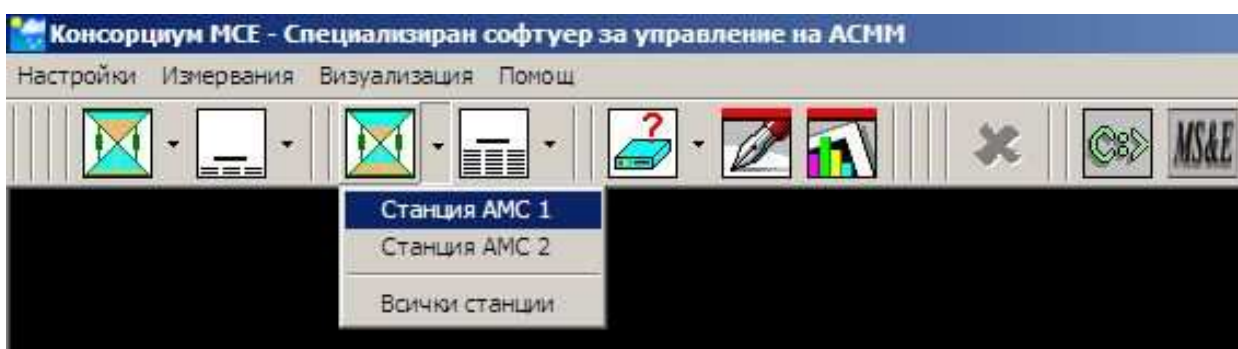 Консорциум МСЕ - Специализиран софтуер за управление на АСММ
Настройки Измервания Визуализация Помощ
? C:> MS&E
Станция АМС 1
Станция АМС 2
Всички станции